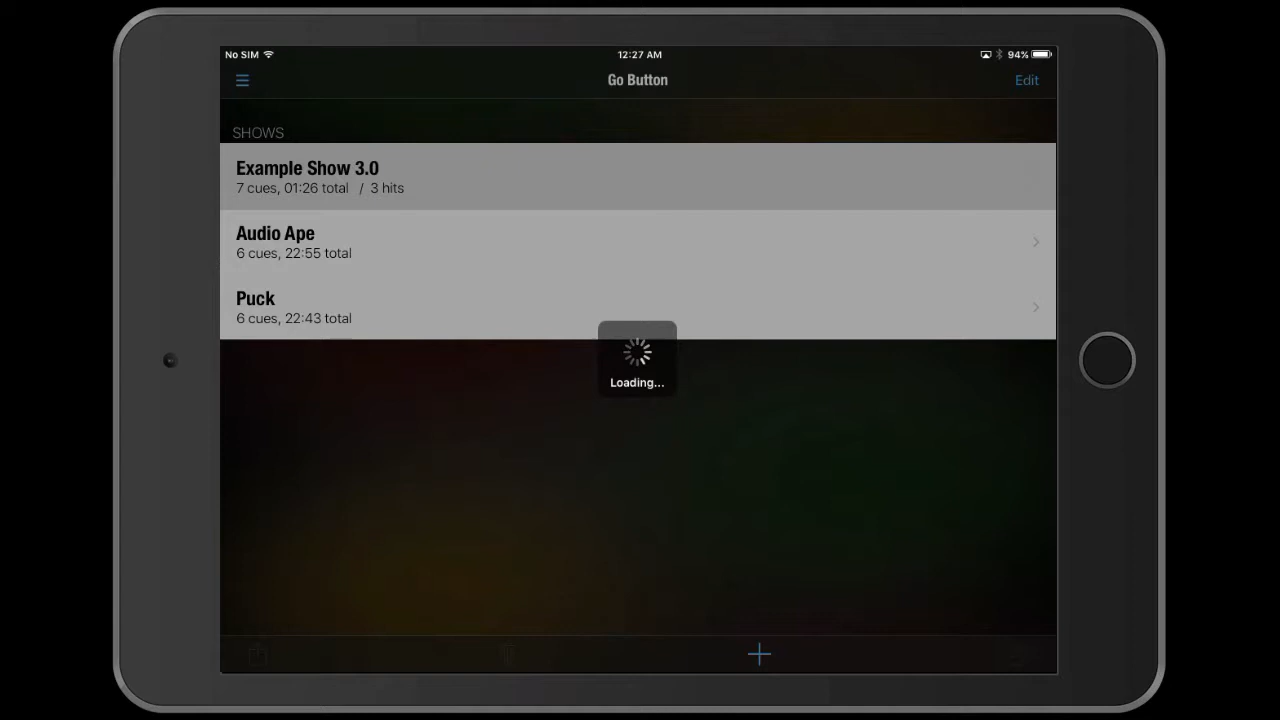 No SIM
12:27 AM
94%
Go Button
Edit
SHOWS
Example Show 3.0
7 cues, 01:26 total / 3 hits
Audio Ape
6 cues, 22:55 total
Puck
6 cues, 22:43 total
Loading...